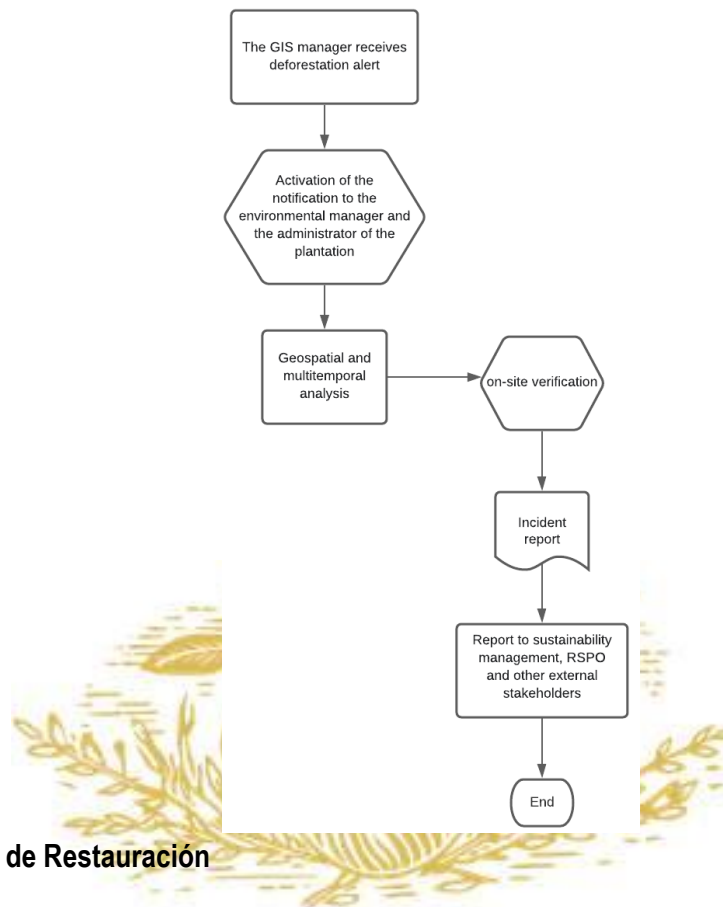 The GIS manager receives
deforestation alert
Activation of the
notification to the
environmental manager and
the administrator of the
plantation
Geospatial and
multitemporal
analysis
on-site verification
Incident
report
Report to sustainability
management, RSPO
and other external
stakeholders
End
de Restauración